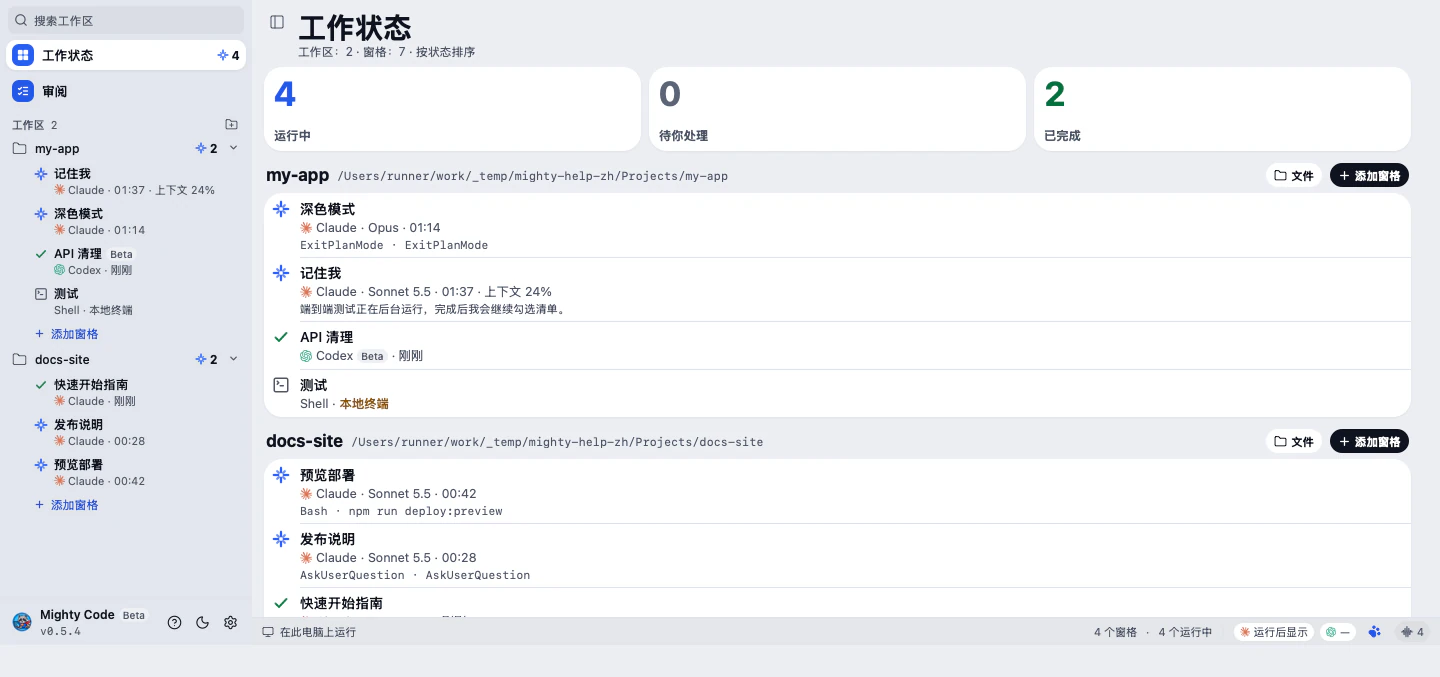 搜索工作区
工作状态 4
审阅
工作区 2
my-app 2
记住我
Claude · 01:37 · 上下文 24%
深色模式
Claude · 01:14
API 清理 Beta
Codex · 刚刚
测试
Shell · 本地终端
+ 添加窗格
docs-site 2
快速开始指南
Claude · 刚刚
发布说明
Claude · 00:28
预览部署
Claude · 00:42
+ 添加窗格
Mighty Code Beta
v0.5.4
工作状态
工作区: 2 · 窗格: 7 · 按状态排序
4
运行中
0
待你处理
2
已完成
my-app /Users/runner/work/_temp/mighty-help-zh/Projects/my-app
文件
+ 添加窗格
深色模式
Claude · Opus · 01:14
ExitPlanMode · ExitPlanMode
记住我
Claude · Sonnet 5.5 · 01:37 · 上下文 24%
端到端测试正在后台运行，完成后我会继续勾选清单。
API 清理
Codex Beta · 刚刚
测试
Shell · 本地终端
docs-site /Users/runner/work/_temp/mighty-help-zh/Projects/docs-site
文件
+ 添加窗格
预览部署
Claude · Sonnet 5.5 · 00:42
Bash · npm run deploy:preview
发布说明
Claude · Sonnet 5.5 · 00:28
AskUserQuestion · AskUserQuestion
快速开始指南
在此电脑上运行
4 个窗格 · 4 个运行中
运行后显示
—
4